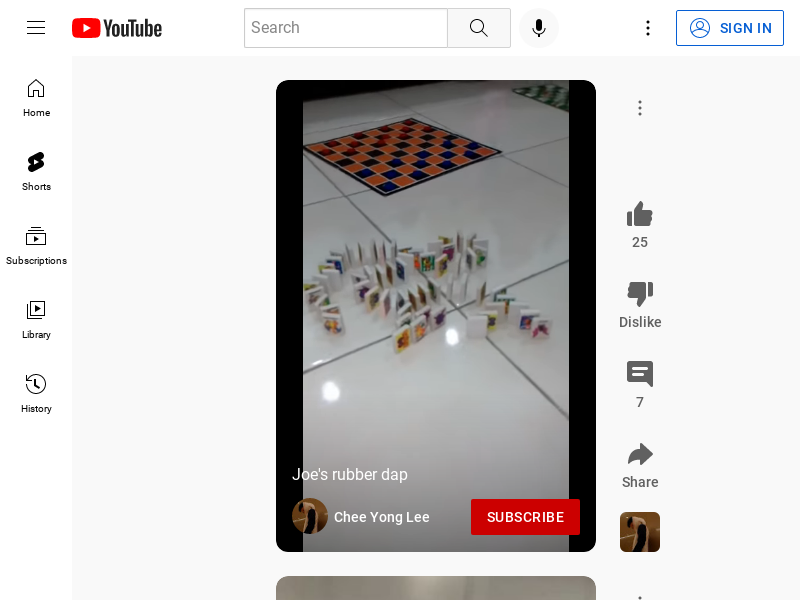 YouTube
Search
SIGN IN
Home
Shorts
Subscriptions
Library
History
25
Dislike
7
Share
Joe's rubber dap
Chee Yong Lee
SUBSCRIBE